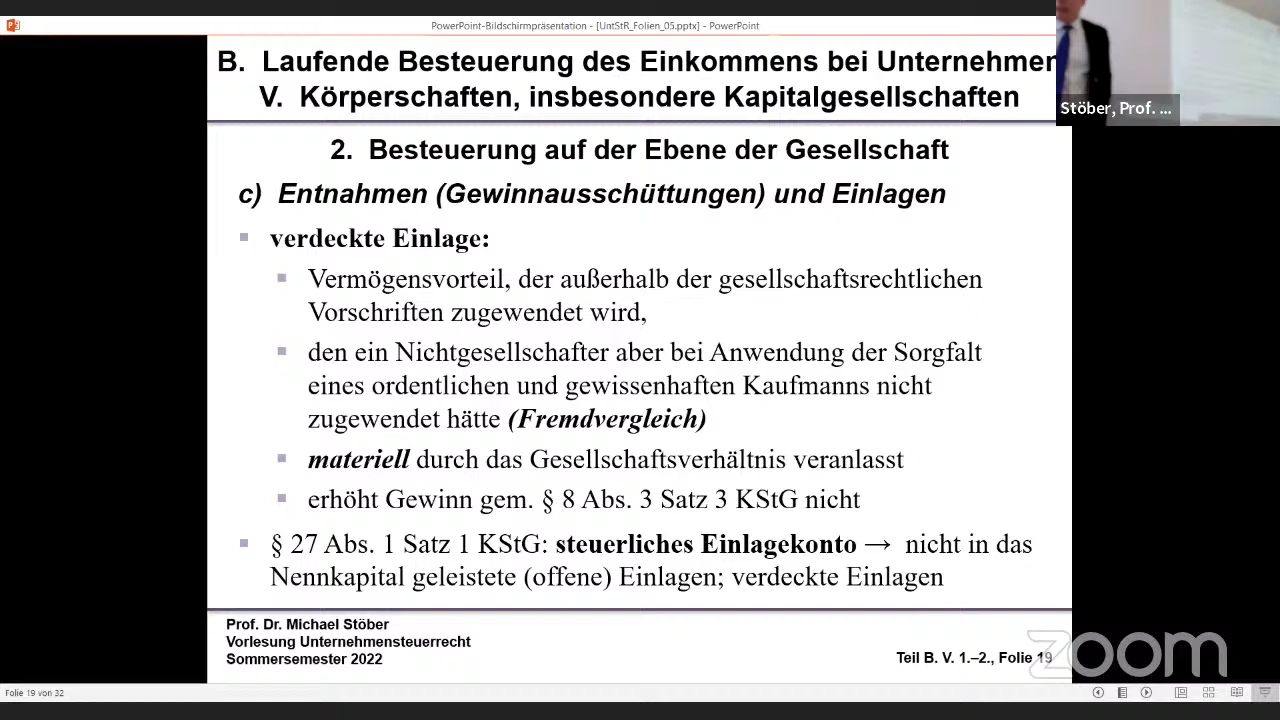 PowerPoint-Bildschirmpräsentation - [UntStR_Folien_05.pptx] - PowerPoint
B. Laufende Besteuerung des Einkommens bei Unternehmen
V. Körperschaften, insbesondere Kapitalgesellschaften
Stöber, Prof. ...
2. Besteuerung auf der Ebene der Gesellschaft
c) Entnahmen (Gewinnausschüttungen) und Einlagen
verdeckte Einlage:
Vermögensvorteil, der außerhalb der gesellschaftsrechtlichen
Vorschriften zugewendet wird,
den ein Nichtgesellschafter aber bei Anwendung der Sorgfalt
eines ordentlichen und gewissenhaften Kaufmanns nicht
zugewendet hätte (Fremdvergleich)
materiell durch das Gesellschaftsverhältnis veranlasst
erhöht Gewinn gem. § 8 Abs. 3 Satz 3 KStG nicht
§ 27 Abs. 1 Satz 1 KStG: steuerliches Einlagekonto → nicht in das
Nennkapital geleistete (offene) Einlagen; verdeckte Einlagen
Prof. Dr. Michael Stöber
Vorlesung Unternehmensteuerrecht
Sommersemester 2022
Teil B. V. 1.–2., Folie 19
zoom
Folie 19 von 32